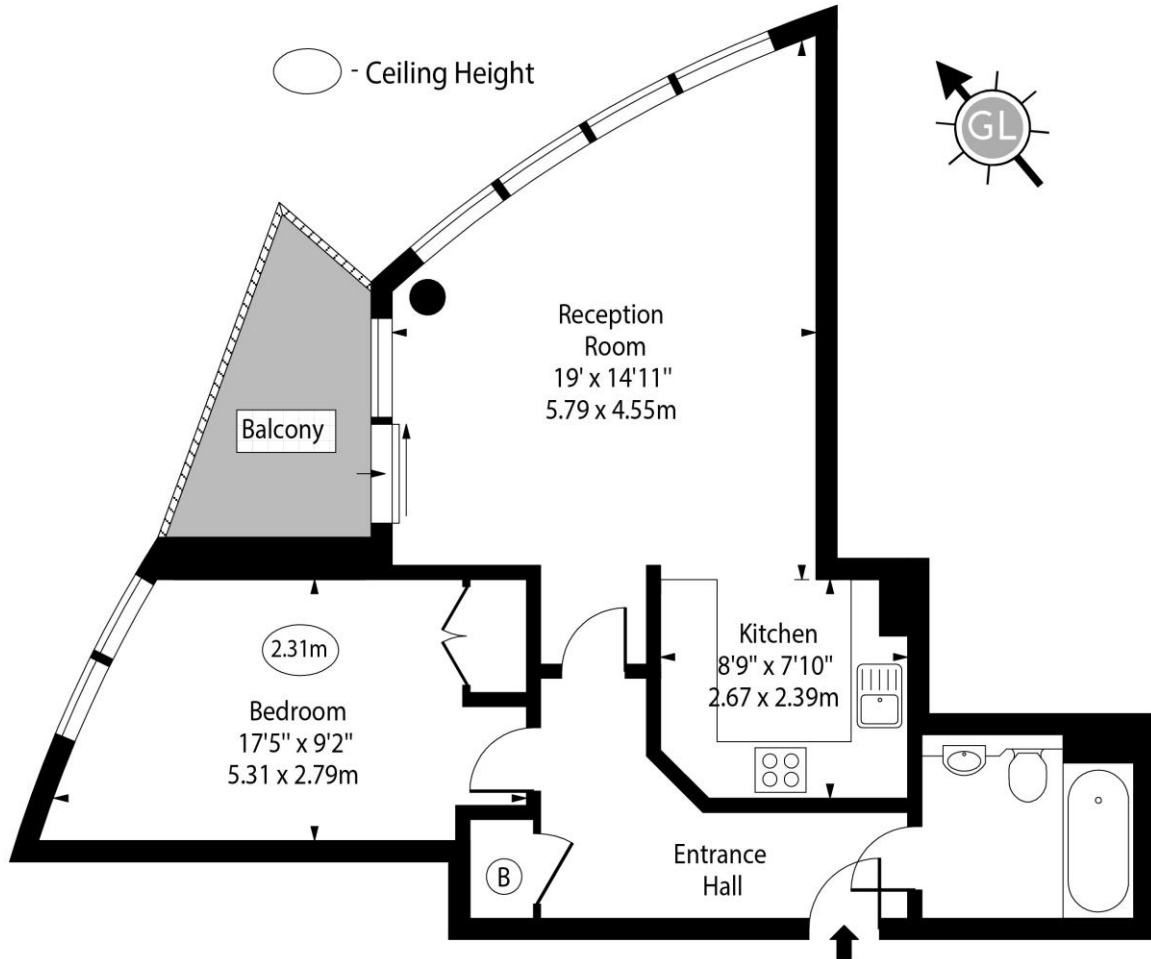 - Ceiling Height
GL
Reception
Room
19' x 14'11"
5.79 x 4.55m
Balcony
2.31m
Bedroom
17'5" x 9'2"
5.31 x 2.79m
Kitchen
8'9" x 7'10"
2.67 x 2.39m
Entrance
Hall
B